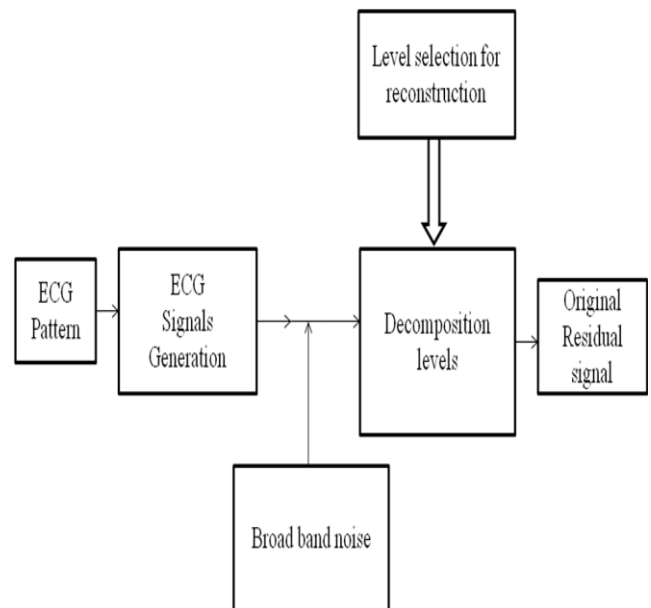 Level selection for
reconstruction
ECG
Pattern
ECG
Signals
Generation
Decomposition
levels
Original
Residual
signal
Broad band noise